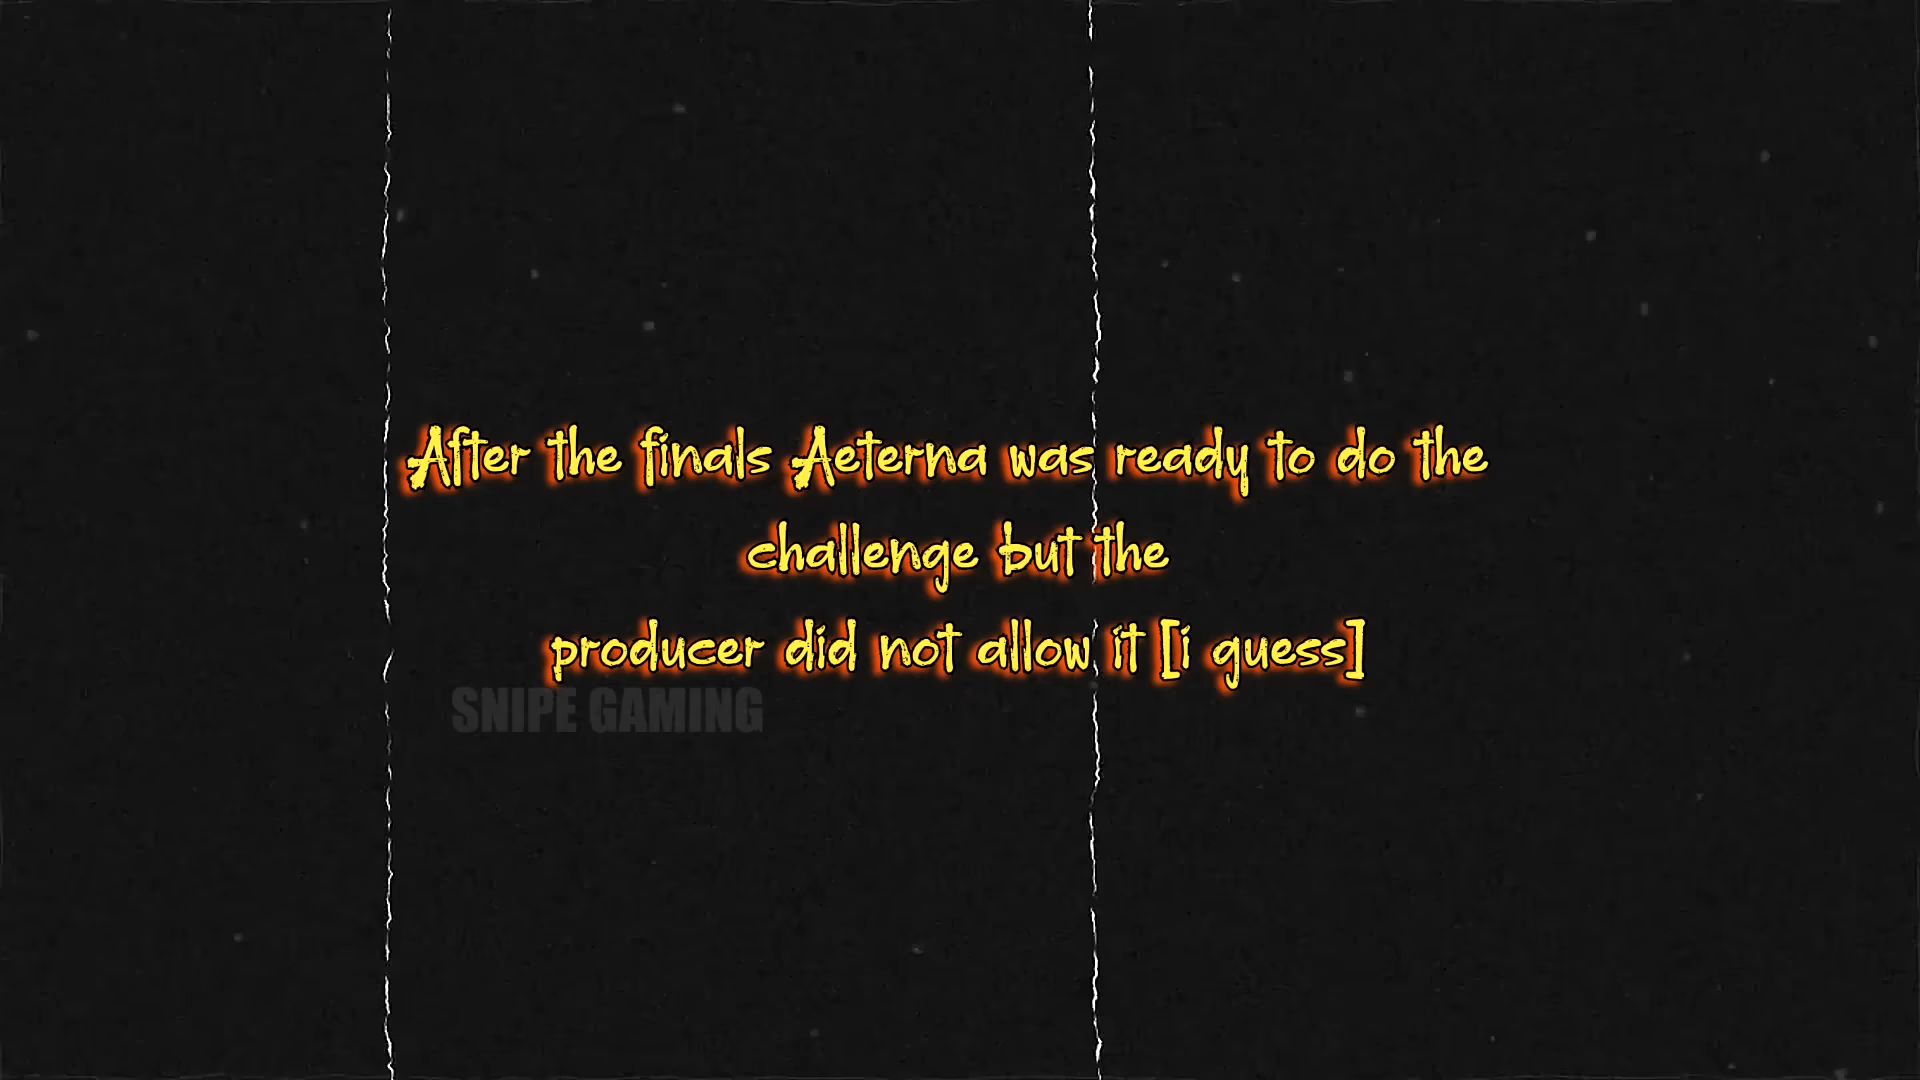 After the finals Aeterna was ready to do the
challenge but the
producer did not allow it [i guess]
SNIPE GAMING